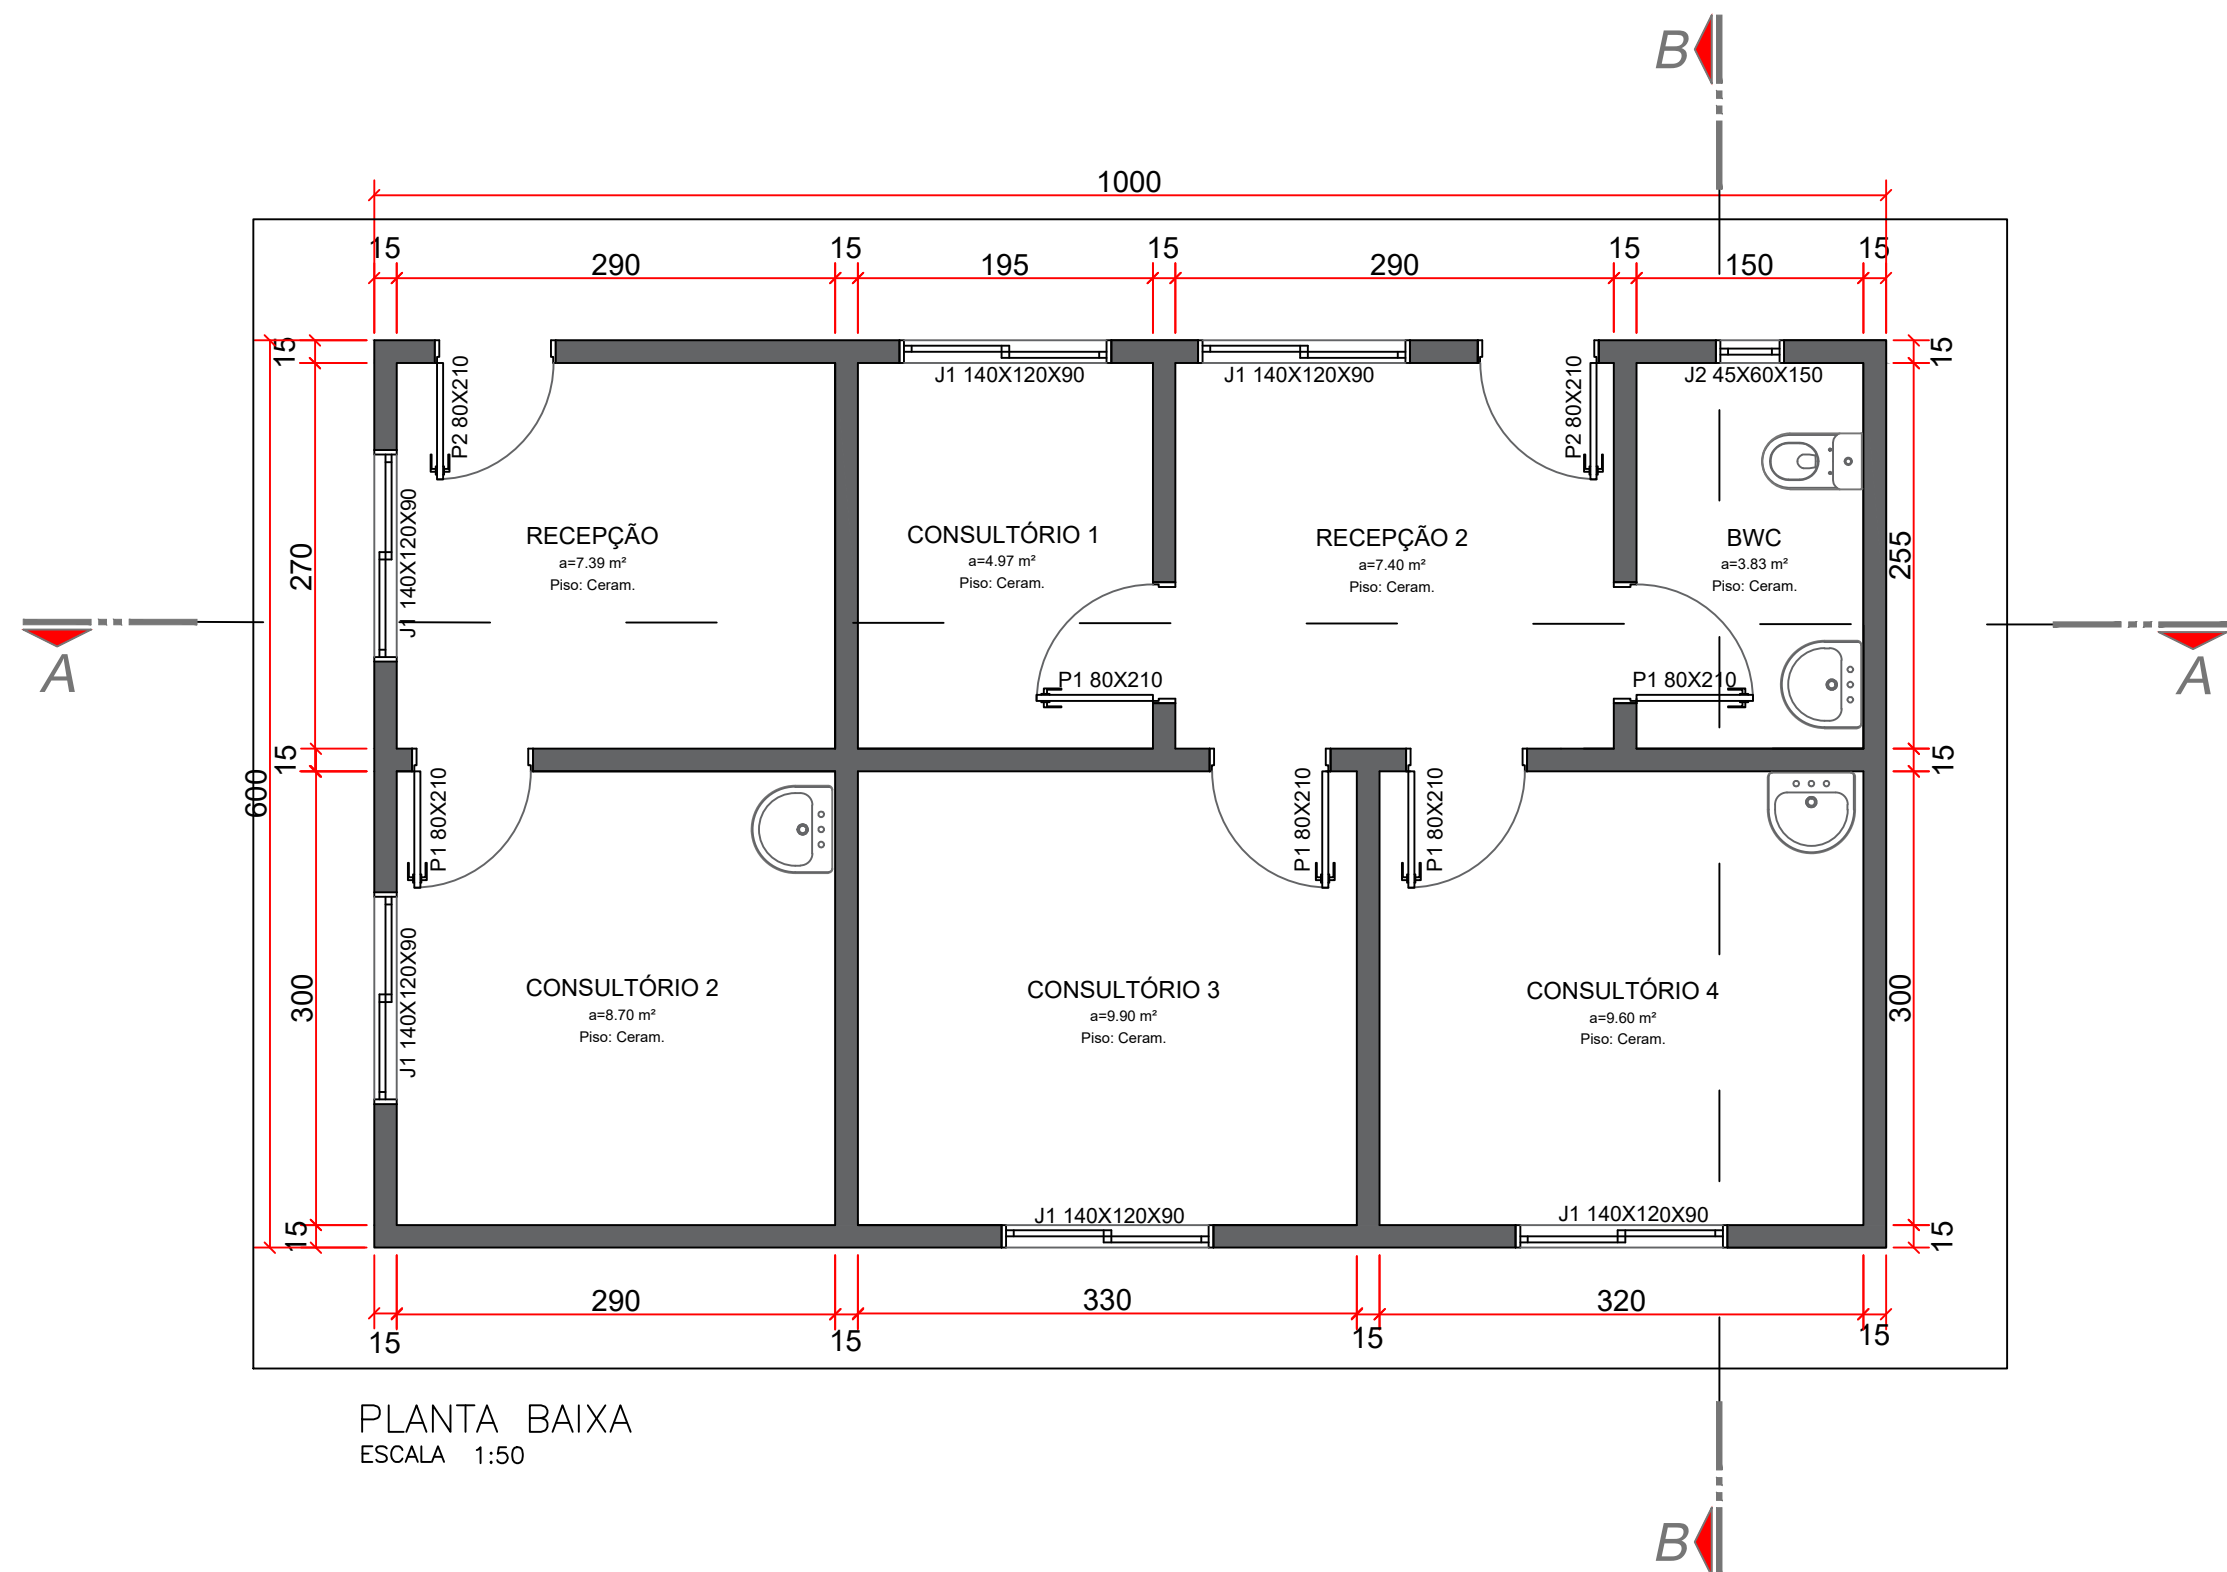 B
1000
15
15
15
15
15
290
195
290
150
15
15
P2 80X210
J1 140X120X90
J1 140X120X90
P2 80X210
J2 45X60X150
J1 140X120X90
RECEPÇÃO
a=7.39 m²
Piso: Ceram.
CONSULTÓRIO 1
a=4.97 m²
Piso: Ceram.
RECEPÇÃO 2
a=7.40 m²
Piso: Ceram.
BWC
a=3.83 m²
Piso: Ceram.
270
255
A
A
P1 80X210
P1 80X210
15
15
600
P1 80X210
P1 80X210
P1 80X210
J1 140X120X90
CONSULTÓRIO 2
a=8.70 m²
Piso: Ceram.
CONSULTÓRIO 3
a=9.90 m²
Piso: Ceram.
CONSULTÓRIO 4
a=9.60 m²
Piso: Ceram.
300
300
J1 140X120X90
J1 140X120X90
15
15
290
330
320
15
15
15
15
PLANTA BAIXA
ESCALA 1:50
B